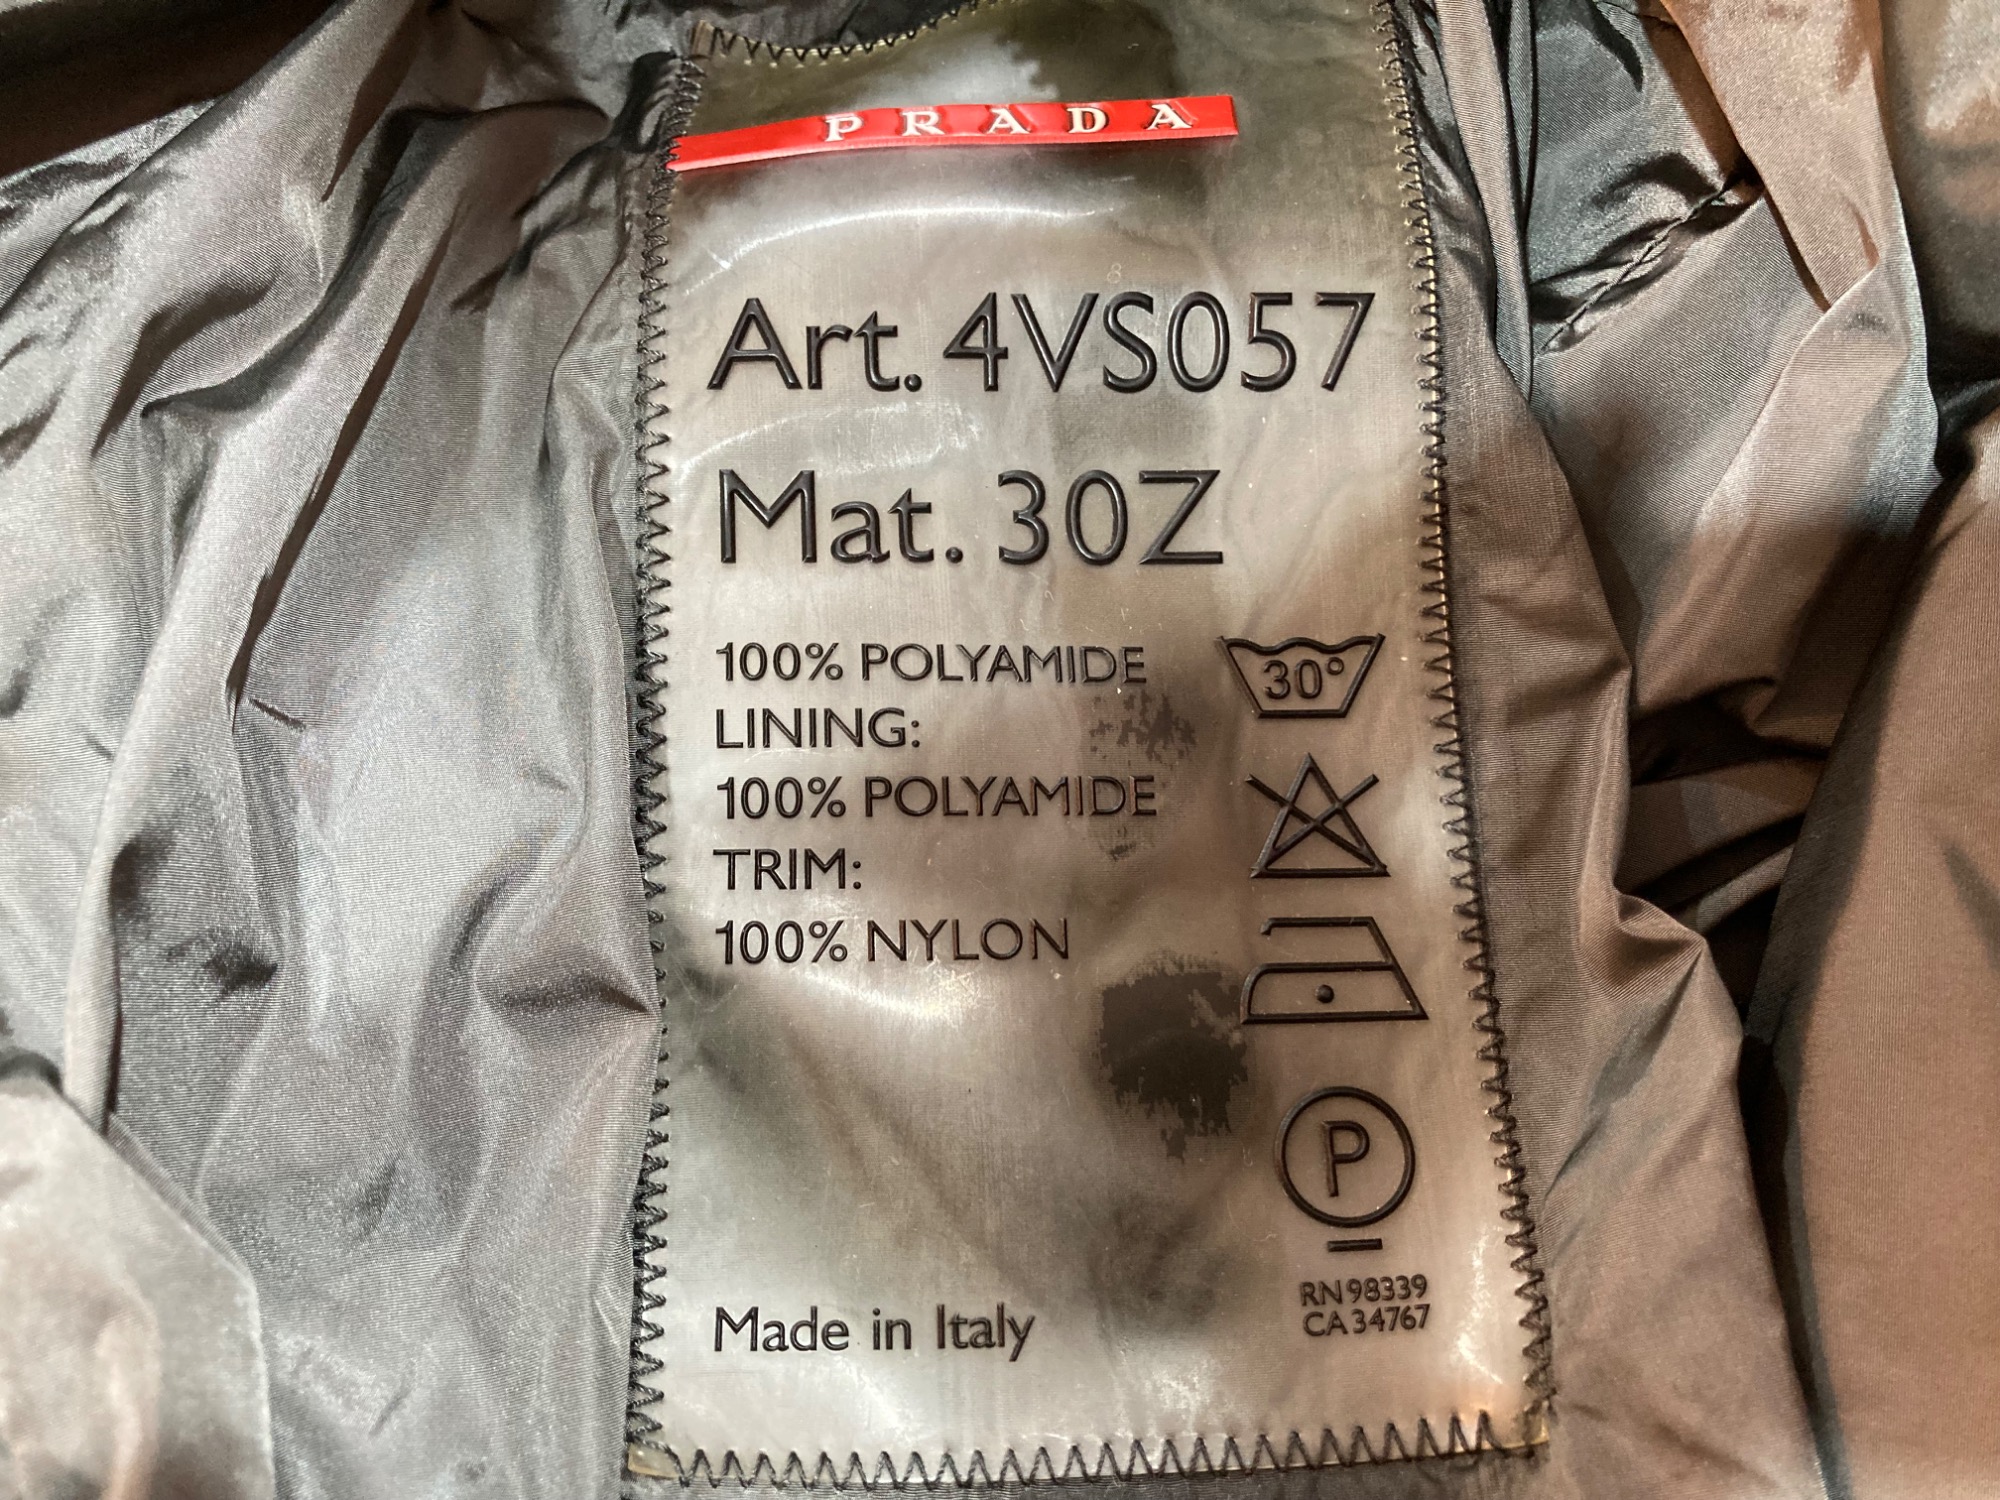 PRADA
Art. 4VS057
Mat. 30Z
100% POLYAMIDE
LINING:
100% POLYAMIDE
TRIM:
100% NYLON
30°
P
Made in Italy
RN 98339
CA 34767